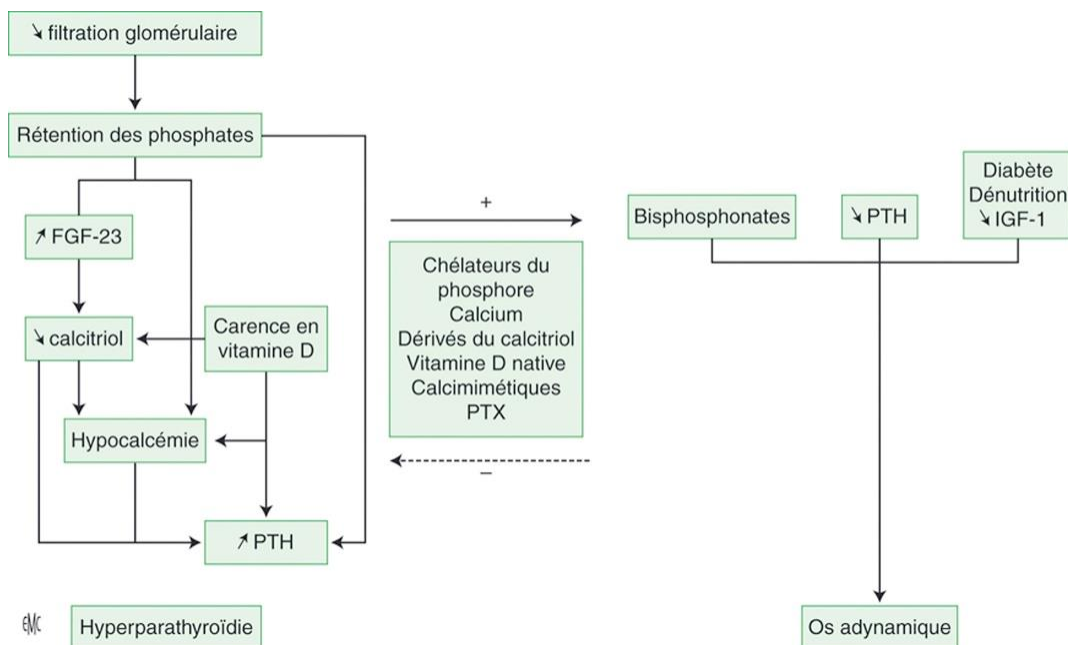 ↘ filtration glomérulaire
Rétention des phosphates
↗ FGF-23
↘ calcitriol
Carence en
vitamine D
Hypocalcémie
↗ PTH
EMC
Hyperparathyroïdie
+
Chélateurs du
phosphore
Calcium
Dérivés du calcitriol
Vitamine D native
Calcimimétiques
PTX
–
Bisphosphonates
↘ PTH
Diabète
Dénutrition
↘ IGF-1
Os adynamique